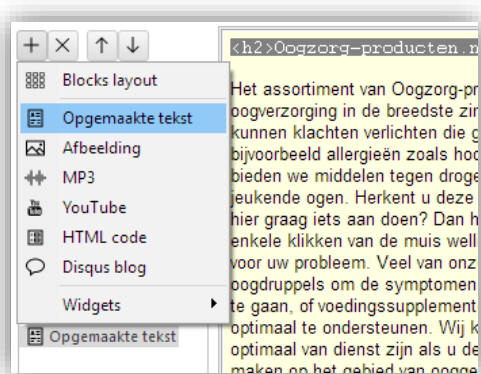 Blocks layout
Opgemaakte tekst
Afbeelding
MP3
YouTube
HTML code
Disqus blog
Widgets
Opgemaakte tekst
<h2>Oogzorg-producten.n
Het assortiment van Oogzorg-pr
oogverzorging in de breedste zin
kunnen klachten verlichten die g
bijvoorbeeld allergieën zoals hoo
bieden we middelen tegen droge
jeukende ogen. Herkent u deze
hier graag iets aan doen? Dan h
enkele klikken van de muis well
voor uw probleem. Veel van onz
oogdruppels om de symptomen
te gaan, of voedingssupplement
optimaal te ondersteunen. Wij k
optimaal van dienst zijn als u de
maken op het gebied van oogge